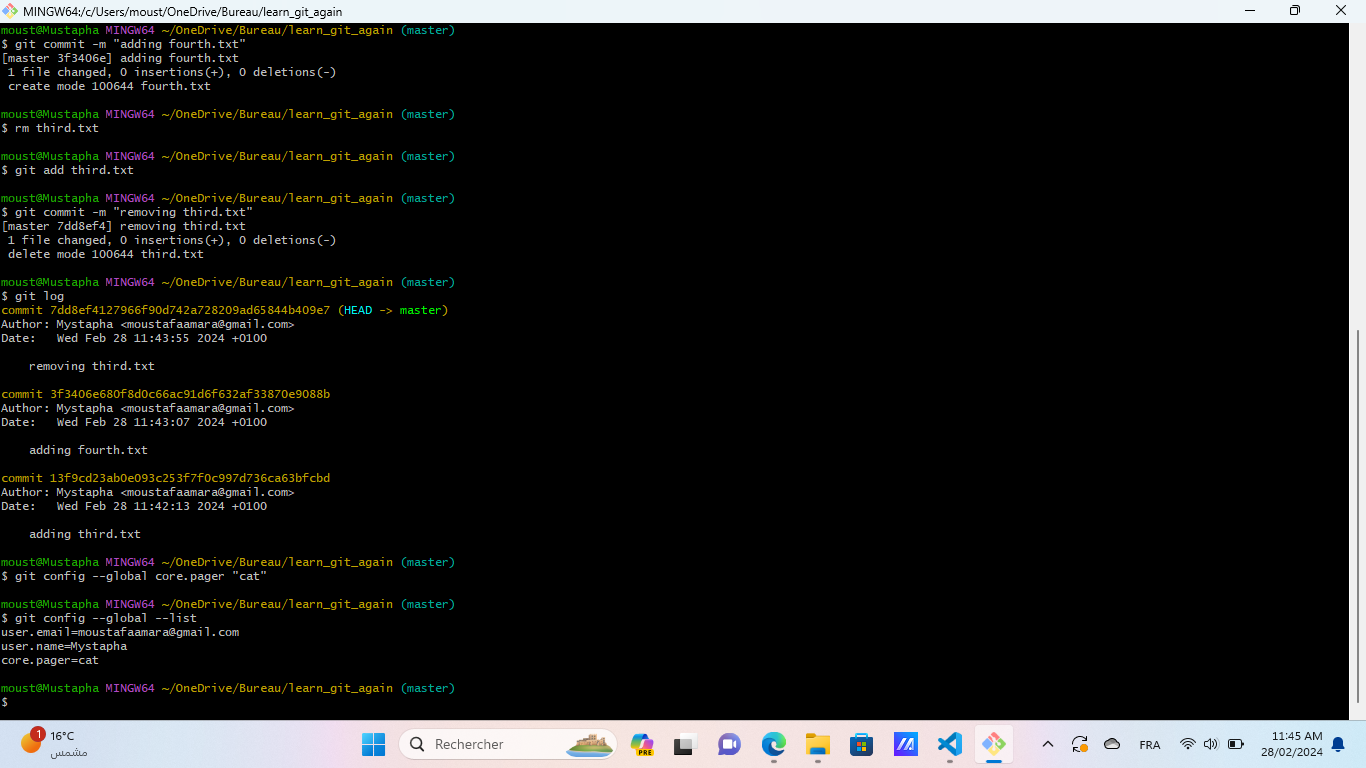 MINGW64:/c/Users/moust/OneDrive/Bureau/learn_git_again
moust@Mustapha MINGW64 ~/OneDrive/Bureau/learn_git_again (master)
$ git commit -m "adding fourth.txt"
[master 3f3406e] adding fourth.txt
 1 file changed, 0 insertions(+), 0 deletions(-)
 create mode 100644 fourth.txt
moust@Mustapha MINGW64 ~/OneDrive/Bureau/learn_git_again (master)
$ rm third.txt
moust@Mustapha MINGW64 ~/OneDrive/Bureau/learn_git_again (master)
$ git add third.txt
moust@Mustapha MINGW64 ~/OneDrive/Bureau/learn_git_again (master)
$ git commit -m "removing third.txt"
[master 7dd8ef4] removing third.txt
 1 file changed, 0 insertions(+), 0 deletions(-)
 delete mode 100644 third.txt
moust@Mustapha MINGW64 ~/OneDrive/Bureau/learn_git_again (master)
$ git log
commit 7dd8ef4127966f90d742a728209ad65844b409e7 (HEAD -> master)
Author: Mystapha <moustafaamara@gmail.com>
Date:   Wed Feb 28 11:43:55 2024 +0100
    removing third.txt
commit 3f3406e680f8d0c66ac91d6f632af33870e9088b
Author: Mystapha <moustafaamara@gmail.com>
Date:   Wed Feb 28 11:43:07 2024 +0100
    adding fourth.txt
commit 13f9cd23ab0e093c253f7f0c997d736ca63bfcbd
Author: Mystapha <moustafaamara@gmail.com>
Date:   Wed Feb 28 11:42:13 2024 +0100
    adding third.txt
moust@Mustapha MINGW64 ~/OneDrive/Bureau/learn_git_again (master)
$ git config --global core.pager "cat"
moust@Mustapha MINGW64 ~/OneDrive/Bureau/learn_git_again (master)
$ git config --global --list
user.email=moustafaamara@gmail.com
user.name=Mystapha
core.pager=cat
moust@Mustapha MINGW64 ~/OneDrive/Bureau/learn_git_again (master)
$
1
16°C
مشمس
Rechercher
PRE
FRA
11:45 AM
28/02/2024